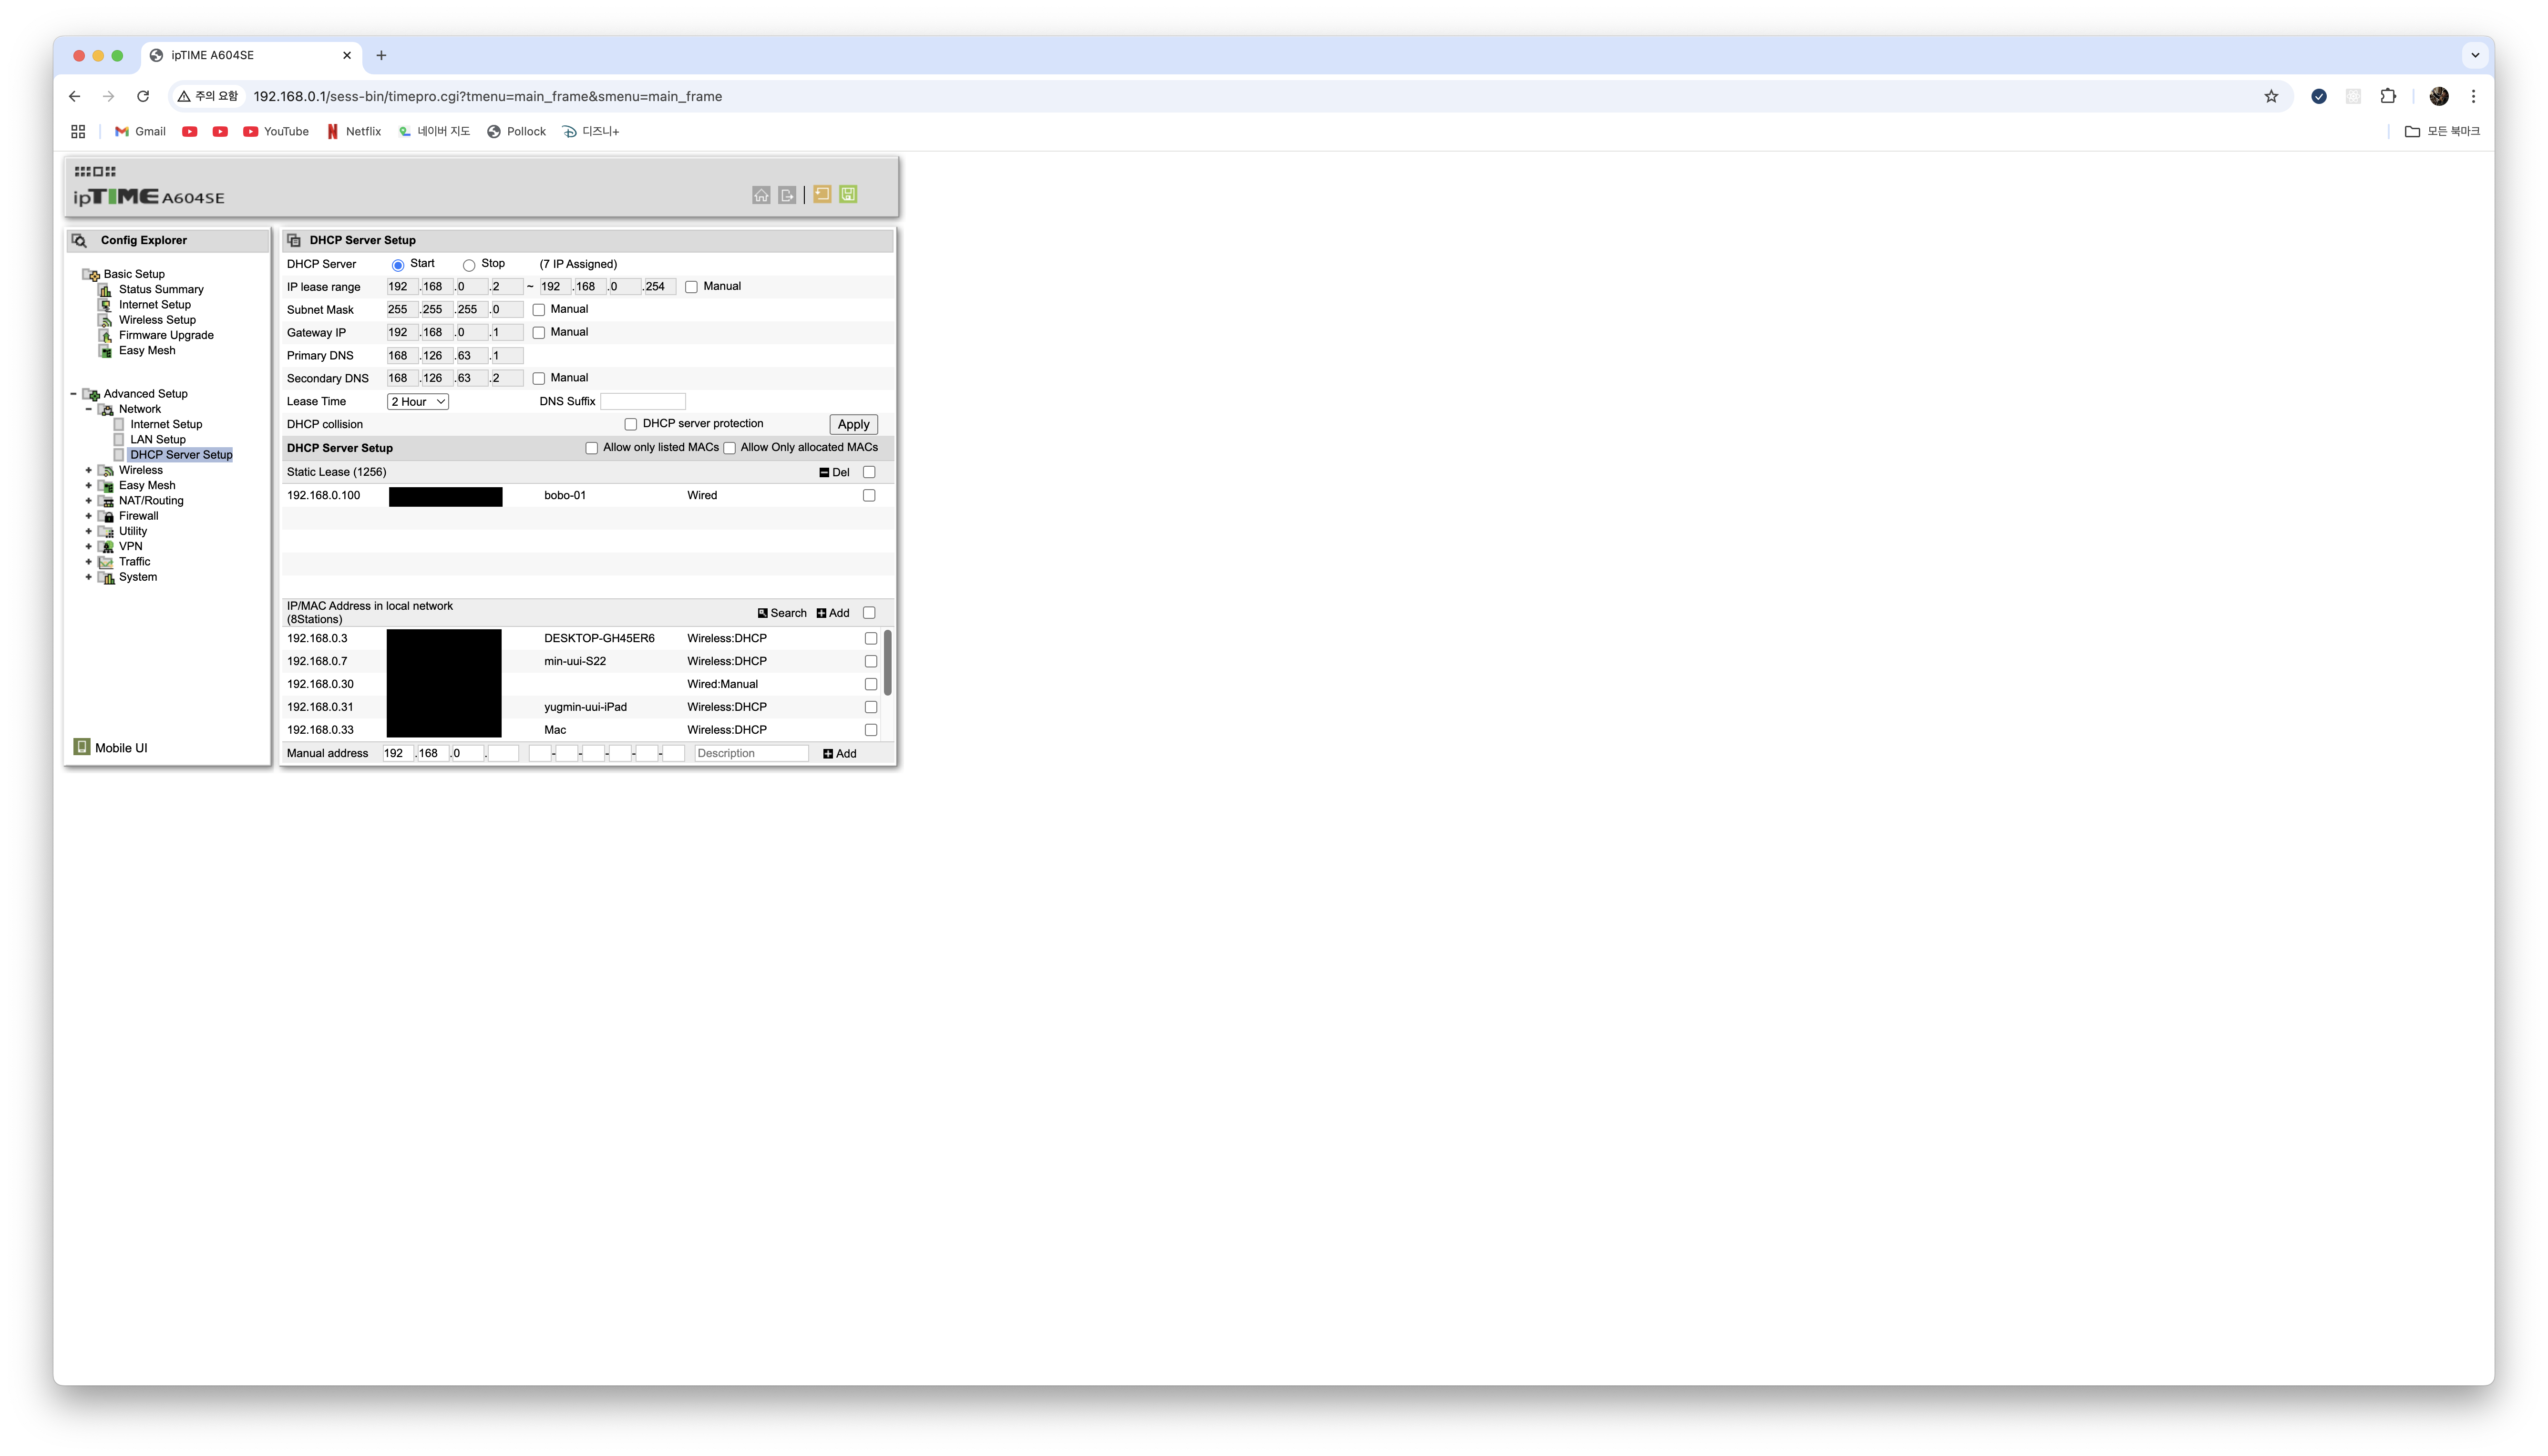 ipTIME A604SE
주의 요함 192.168.0.1/sess-bin/timepro.cgi?tmenu=main_frame&smenu=main_frame
Gmail YouTube Netflix 네이버 지도 Pollock 디즈니+ 모든 북마크
ipTIME A604SE
Config Explorer
Basic Setup
Status Summary
Internet Setup
Wireless Setup
Firmware Upgrade
Easy Mesh
Advanced Setup
Network
Internet Setup
LAN Setup
DHCP Server Setup
Wireless
Easy Mesh
NAT/Routing
Firewall
Utility
VPN
Traffic
System
Mobile UI
DHCP Server Setup
DHCP Server Start Stop (7 IP Assigned)
IP lease range 192 .168 .0 .2 ~ 192 .168 .0 .254 Manual
Subnet Mask 255 .255 .255 .0 Manual
Gateway IP 192 .168 .0 .1 Manual
Primary DNS 168 .126 .63 .1
Secondary DNS 168 .126 .63 .2 Manual
Lease Time 2 Hour DNS Suffix
DHCP collision DHCP server protection Apply
DHCP Server Setup Allow only listed MACs Allow Only allocated MACs
Static Lease (1256) Del
192.168.0.100 bobo-01 Wired
IP/MAC Address in local network
(8Stations) Search Add
192.168.0.3 DESKTOP-GH45ER6 Wireless:DHCP
192.168.0.7 min-uui-S22 Wireless:DHCP
192.168.0.30 Wired:Manual
192.168.0.31 yugmin-uui-iPad Wireless:DHCP
192.168.0.33 Mac Wireless:DHCP
Manual address 192 .168 .0 . - - - - - Description Add